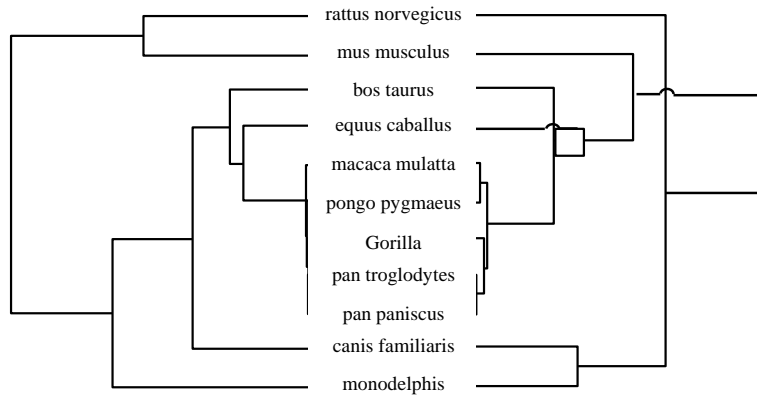 rattus norvegicus
mus musculus
bos taurus
equus caballus
macaca mulatta
pongo pygmaeus
Gorilla
pan troglodytes
pan paniscus
canis familiaris
monodelphis